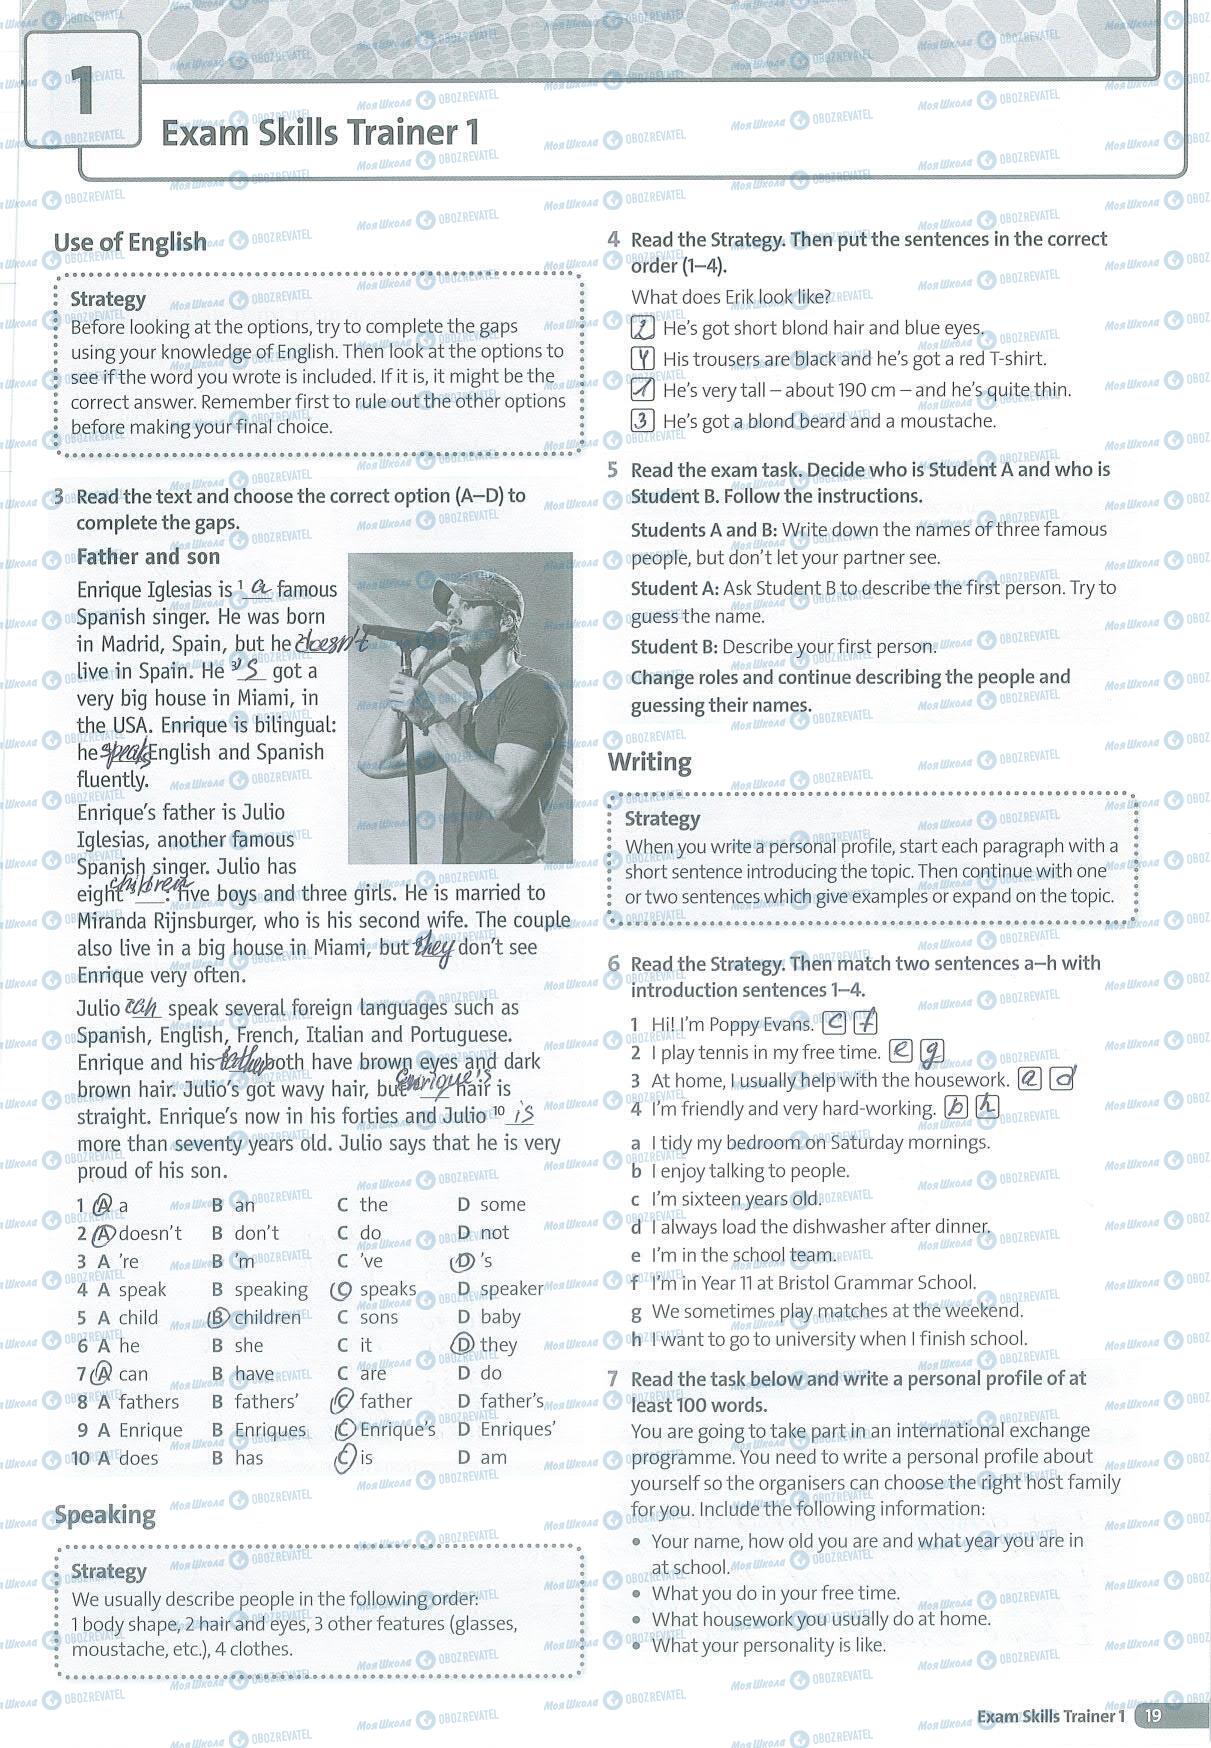 1
Exam Skills Trainer 1
Use of English
Strategy
Before looking at the options, try to complete the gaps
using your knowledge of English. Then look at the options to
see if the word you wrote is included. If it is, it might be the
correct answer. Remember first to rule out the other options
before making your final choice.
3 Read the text and choose the correct option (A–D) to
complete the gaps.
Father and son
Enrique Iglesias is 1 a famous
Spanish singer. He was born
in Madrid, Spain, but he 2 doesn't
live in Spain. He 3 's got a
very big house in Miami, in
the USA. Enrique is bilingual:
he speaks English and Spanish
fluently.
Enrique's father is Julio
Iglesias, another famous
Spanish singer. Julio has
eight 5 children: five boys and three girls. He is married to
Miranda Rijnsburger, who is his second wife. The couple
also live in a big house in Miami, but they don't see
Enrique very often.
Julio can speak several foreign languages such as
Spanish, English, French, Italian and Portuguese.
Enrique and his father both have brown eyes and dark
brown hair. Julio's got wavy hair, but Enrique's hair is
straight. Enrique's now in his forties and Julio 10 is
more than seventy years old. Julio says that he is very
proud of his son.
1 A a B an C the D some
2 A doesn't B don't C do D not
3 A 're B 'm C 've D 's
4 A speak B speaking C speaks D speaker
5 A child B children C sons D baby
6 A he B she C it D they
7 A can B have C are D do
8 A fathers B fathers' C father D father's
9 A Enrique B Enriques C Enrique's D Enriques'
10 A does B has C is D am
Speaking
Strategy
We usually describe people in the following order:
1 body shape, 2 hair and eyes, 3 other features (glasses,
moustache, etc.), 4 clothes.
4 Read the Strategy. Then put the sentences in the correct
order (1–4).
What does Erik look like?
2 He's got short blond hair and blue eyes.
4 His trousers are black and he's got a red T-shirt.
1 He's very tall – about 190 cm – and he's quite thin.
3 He's got a blond beard and a moustache.
5 Read the exam task. Decide who is Student A and who is
Student B. Follow the instructions.
Students A and B: Write down the names of three famous
people, but don't let your partner see.
Student A: Ask Student B to describe the first person. Try to
guess the name.
Student B: Describe your first person.
Change roles and continue describing the people and
guessing their names.
Writing
Strategy
When you write a personal profile, start each paragraph with a
short sentence introducing the topic. Then continue with one
or two sentences which give examples or expand on the topic.
6 Read the Strategy. Then match two sentences a–h with
introduction sentences 1–4.
1 Hi! I'm Poppy Evans. c f
2 I play tennis in my free time. e g
3 At home, I usually help with the housework. a d
4 I'm friendly and very hard-working. b h
a I tidy my bedroom on Saturday mornings.
b I enjoy talking to people.
c I'm sixteen years old.
d I always load the dishwasher after dinner.
e I'm in the school team.
f I'm in Year 11 at Bristol Grammar School.
g We sometimes play matches at the weekend.
h I want to go to university when I finish school.
7 Read the task below and write a personal profile of at
least 100 words.
You are going to take part in an international exchange
programme. You need to write a personal profile about
yourself so the organisers can choose the right host family
for you. Include the following information:
• Your name, how old you are and what year you are in
at school.
• What you do in your free time.
• What housework you usually do at home.
• What your personality is like.
Exam Skills Trainer 1 19
Моя Школа OBOZREVATEL